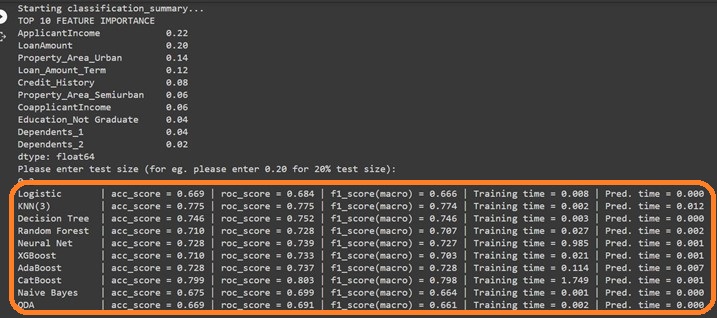 Starting classification_summary...
TOP 10 FEATURE IMPORTANCE
ApplicantIncome 0.22
LoanAmount 0.20
Property_Area_Urban 0.14
Loan_Amount_Term 0.12
Credit_History 0.08
Property_Area_Semiurban 0.06
CoapplicantIncome 0.06
Education_Not Graduate 0.04
Dependents_1 0.04
Dependents_2 0.02
dtype: float64
Please enter test size (for eg. please enter 0.20 for 20% test size):
Logistic | acc_score = 0.669 | roc_score = 0.684 | f1_score(macro) = 0.666 | Training time = 0.008 | Pred. time = 0.000
KNN(3) | acc_score = 0.775 | roc_score = 0.775 | f1_score(macro) = 0.774 | Training time = 0.002 | Pred. time = 0.012
Decision Tree | acc_score = 0.746 | roc_score = 0.752 | f1_score(macro) = 0.746 | Training time = 0.003 | Pred. time = 0.000
Random Forest | acc_score = 0.710 | roc_score = 0.728 | f1_score(macro) = 0.707 | Training time = 0.027 | Pred. time = 0.002
Neural Net | acc_score = 0.728 | roc_score = 0.739 | f1_score(macro) = 0.727 | Training time = 0.985 | Pred. time = 0.001
XGBoost | acc_score = 0.710 | roc_score = 0.733 | f1_score(macro) = 0.703 | Training time = 0.021 | Pred. time = 0.001
AdaBoost | acc_score = 0.728 | roc_score = 0.737 | f1_score(macro) = 0.728 | Training time = 0.114 | Pred. time = 0.007
CatBoost | acc_score = 0.799 | roc_score = 0.803 | f1_score(macro) = 0.798 | Training time = 1.749 | Pred. time = 0.001
Naive Bayes | acc_score = 0.675 | roc_score = 0.699 | f1_score(macro) = 0.664 | Training time = 0.001 | Pred. time = 0.000
QDA | acc_score = 0.669 | roc_score = 0.691 | f1_score(macro) = 0.661 | Training time = 0.002 | Pred. time = 0.000